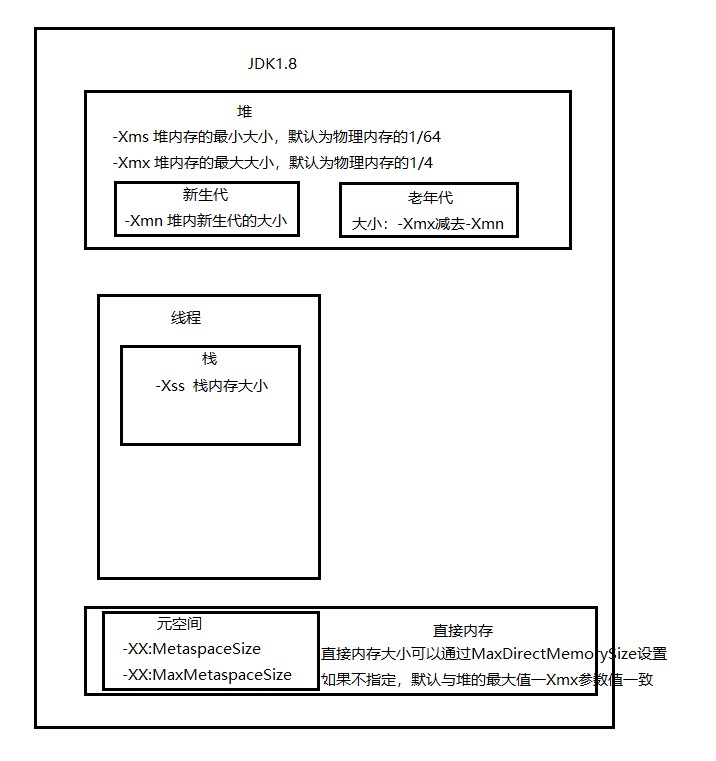 JDK1.8
堆
-Xms 堆内存的最小大小，默认为物理内存的1/64
-Xmx 堆内存的最大大小，默认为物理内存的1/4
新生代
-Xmn 堆内新生代的大小
老年代
大小：-Xmx减去-Xmn
线程
栈
-Xss 栈内存大小
元空间
-XX:MetaspaceSize
-XX:MaxMetaspaceSize
直接内存
直接内存大小可以通过MaxDirectMemorySize设置
如果不指定，默认与堆的最大值一Xmx参数值一致